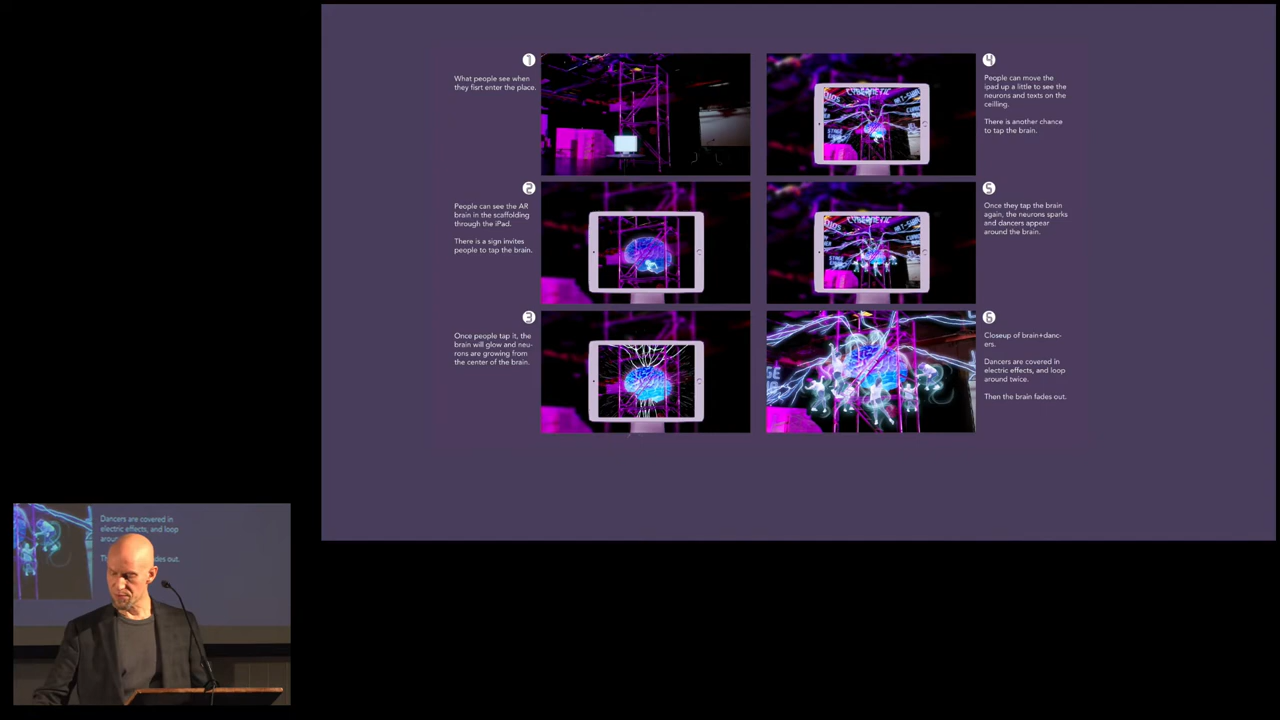 1
What people see when
they fisrt enter the place.
2
People can see the AR
brain in the scaffolding
through the iPad.
There is a sign invites
people to tap the brain.
3
Once people tap it, the
brain will glow and neu-
rons are growing from
the center of the brain.
4
People can move the
ipad up a little to see the
neurons and texts on the
ceilling.
There is another chance
to tap the brain.
CYBERNETIC
STAGE
5
Once they tap the brain
again, the neurons sparks
and dancers appear
around the brain.
CYBERNETIC
STAGE
6
Closeup of brain+danc-
ers.
Dancers are covered in
electric effects, and loop
around twice.
Then the brain fades out.
Dancers are covered in
electric effects, and loop